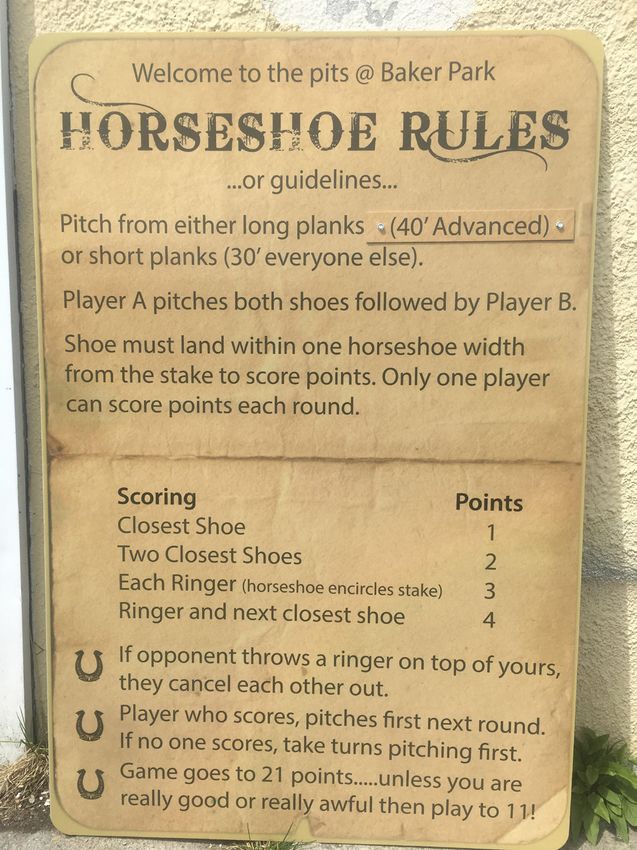 Welcome to the pits @ Baker Park
HORSESHOE RULES
...or guidelines...
Pitch from either long planks (40' Advanced)
or short planks (30' everyone else).
Player A pitches both shoes followed by Player B.
Shoe must land within one horseshoe width
from the stake to score points. Only one player
can score points each round.
Scoring Points
Closest Shoe 1
Two Closest Shoes 2
Each Ringer (horseshoe encircles stake) 3
Ringer and next closest shoe 4
If opponent throws a ringer on top of yours,
they cancel each other out.
Player who scores, pitches first next round.
If no one scores, take turns pitching first.
Game goes to 21 points.....unless you are
really good or really awful then play to 11!